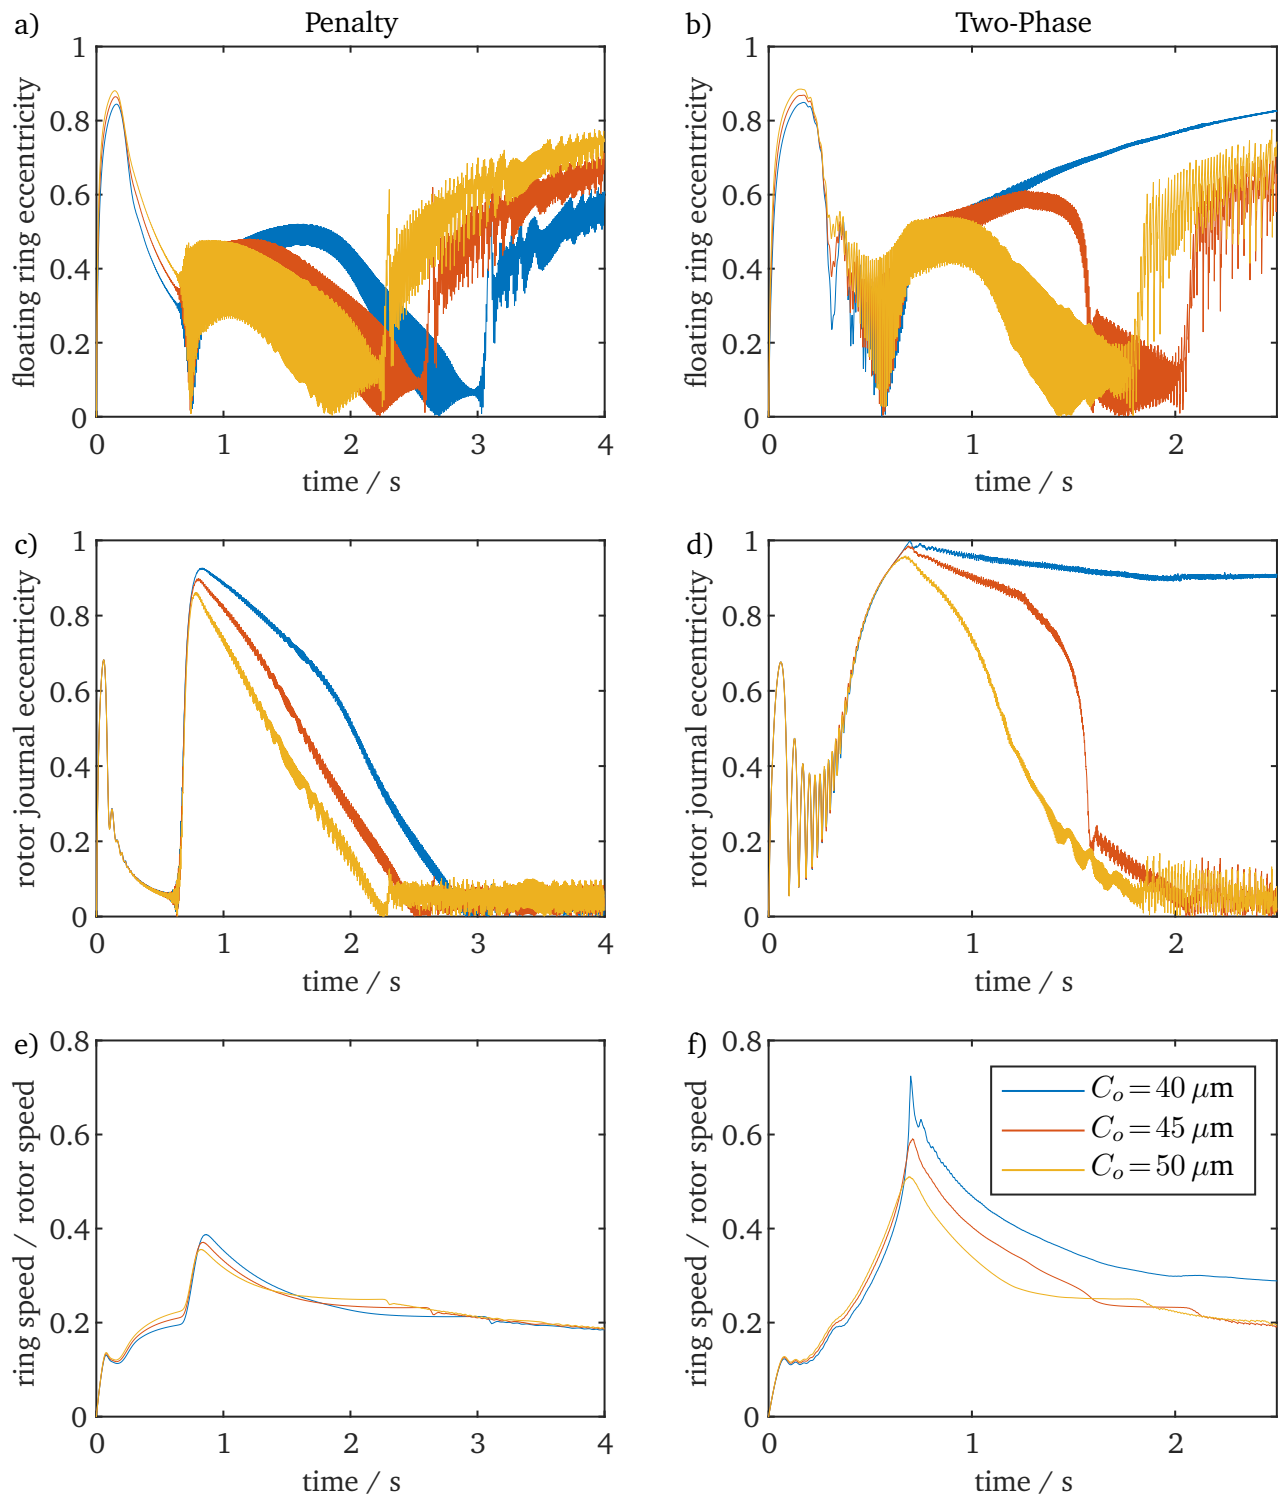 a) Penalty
b) Two-Phase
floating ring eccentricity
1
0.8
0.6
0.4
0.2
0
0 1 2 3 4
time / s
floating ring eccentricity
1
0.8
0.6
0.4
0.2
0
0 1 2
time / s
c)
rotor journal eccentricity
1
0.8
0.6
0.4
0.2
0
0 1 2 3 4
time / s
d)
rotor journal eccentricity
1
0.8
0.6
0.4
0.2
0
0 1 2
time / s
e)
ring speed / rotor speed
0.8
0.6
0.4
0.2
0
0 1 2 3 4
time / s
f)
ring speed / rotor speed
0.8
0.6
0.4
0.2
0
0 1 2
time / s
C_o = 40 μm
C_o = 45 μm
C_o = 50 μm